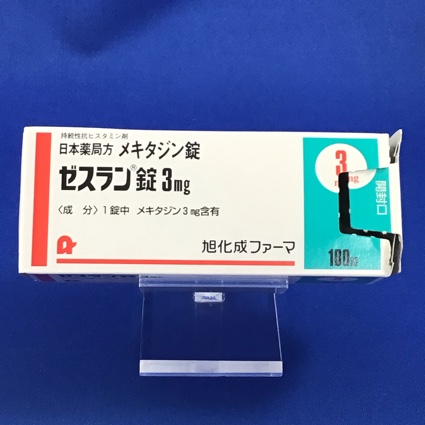 持続性抗ヒスタミン剤
日本薬局方 メキタジン錠
ゼスラン®錠3mg
〈成 分〉1錠中 メキタジン3mg含有
旭化成ファーマ
3
mg
開封口
100錠